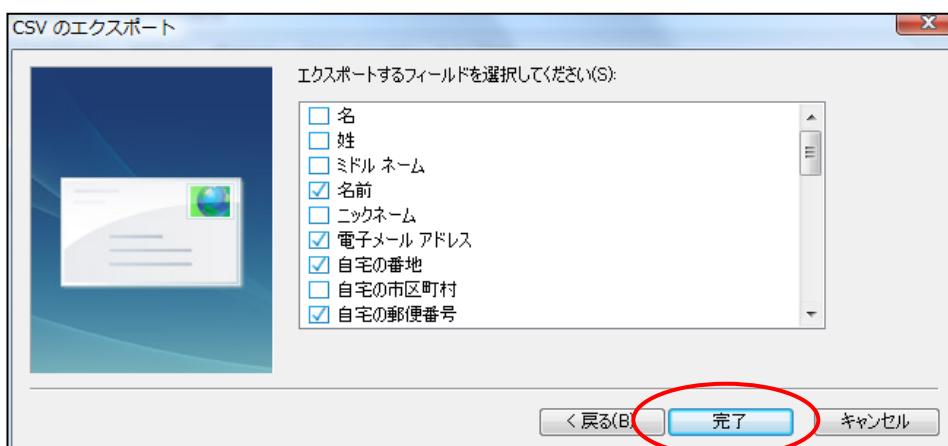 CSV のエクスポート
エクスポートするフィールドを選択してください(S):
名
姓
ミドル ネーム
名前
ニックネーム
電子メール アドレス
自宅の番地
自宅の市区町村
自宅の郵便番号
< 戻る(B) 完了 キャンセル